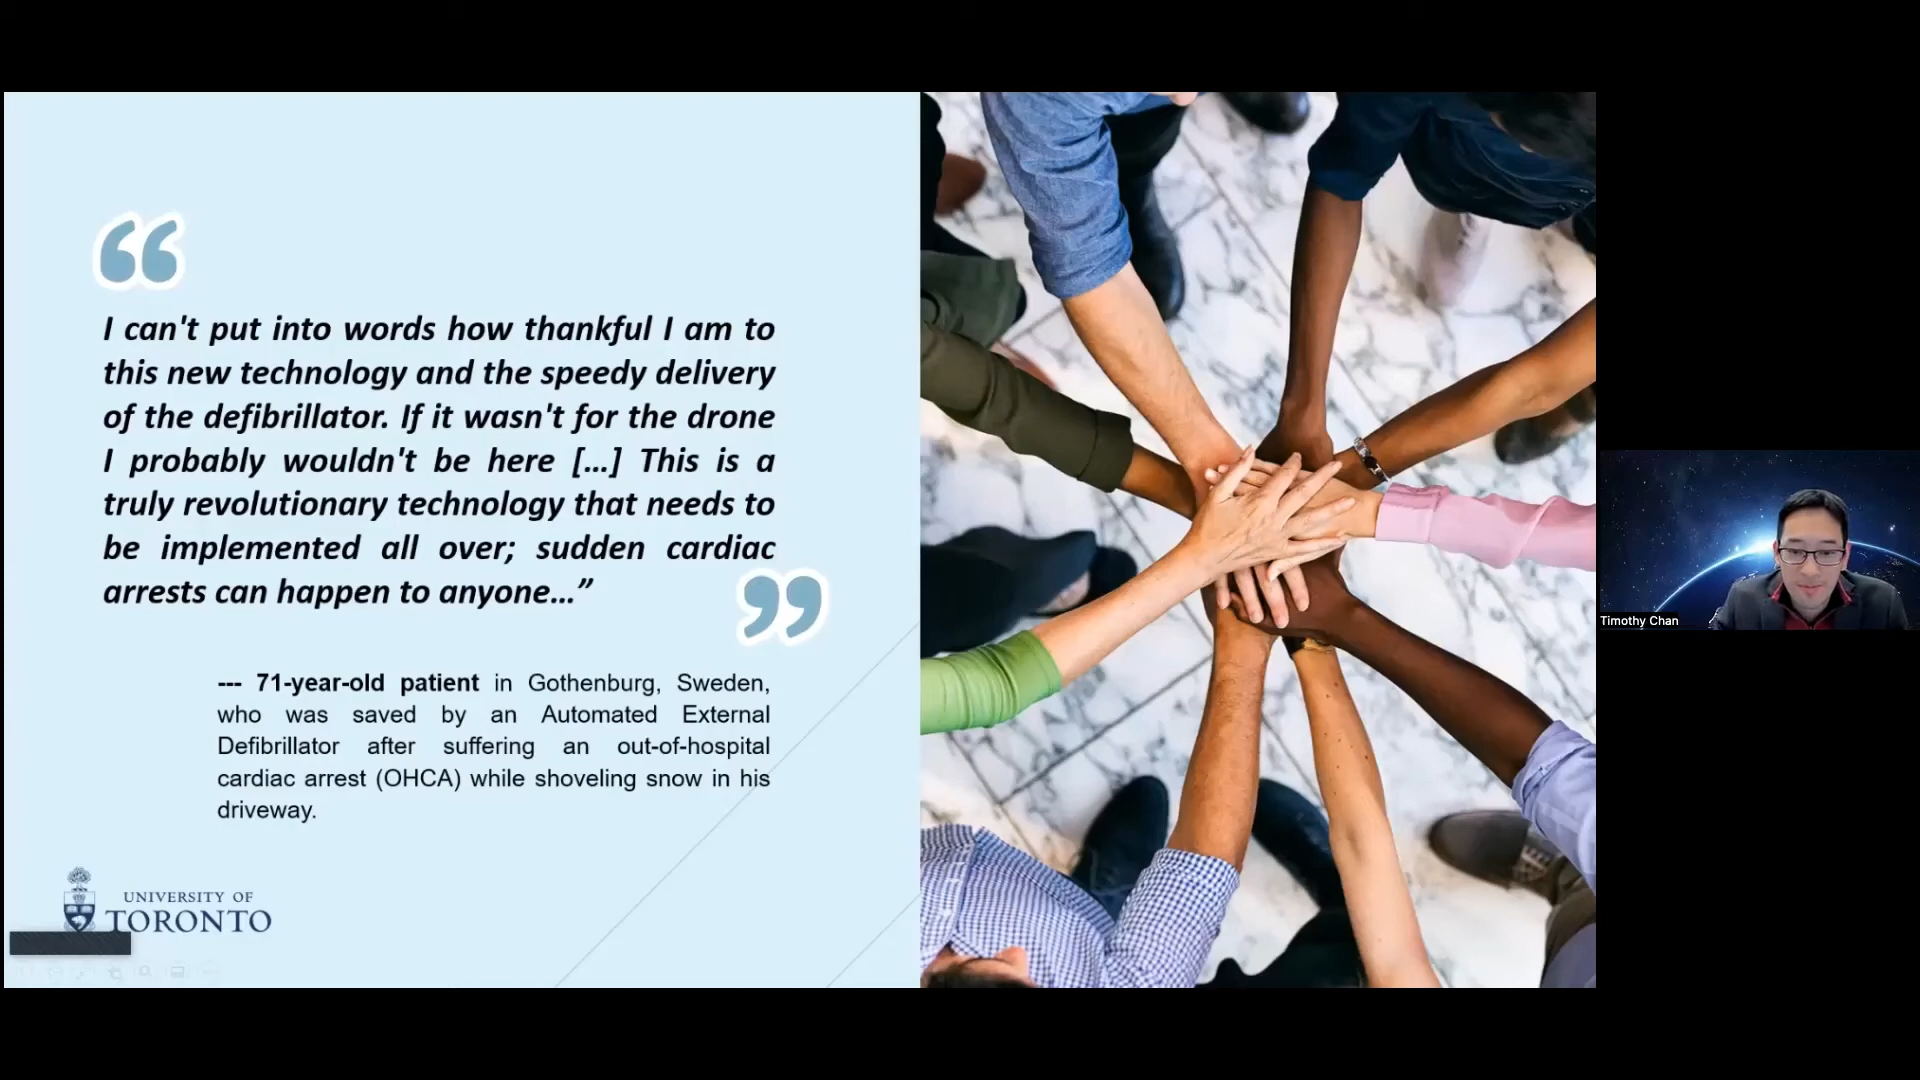 I can't put into words how thankful I am to
this new technology and the speedy delivery
of the defibrillator. If it wasn't for the drone
I probably wouldn't be here [...] This is a
truly revolutionary technology that needs to
be implemented all over; sudden cardiac
arrests can happen to anyone...”
--- 71-year-old patient in Gothenburg, Sweden,
who was saved by an Automated External
Defibrillator after suffering an out-of-hospital
cardiac arrest (OHCA) while shoveling snow in his
driveway.
UNIVERSITY OF
TORONTO
Timothy Chan